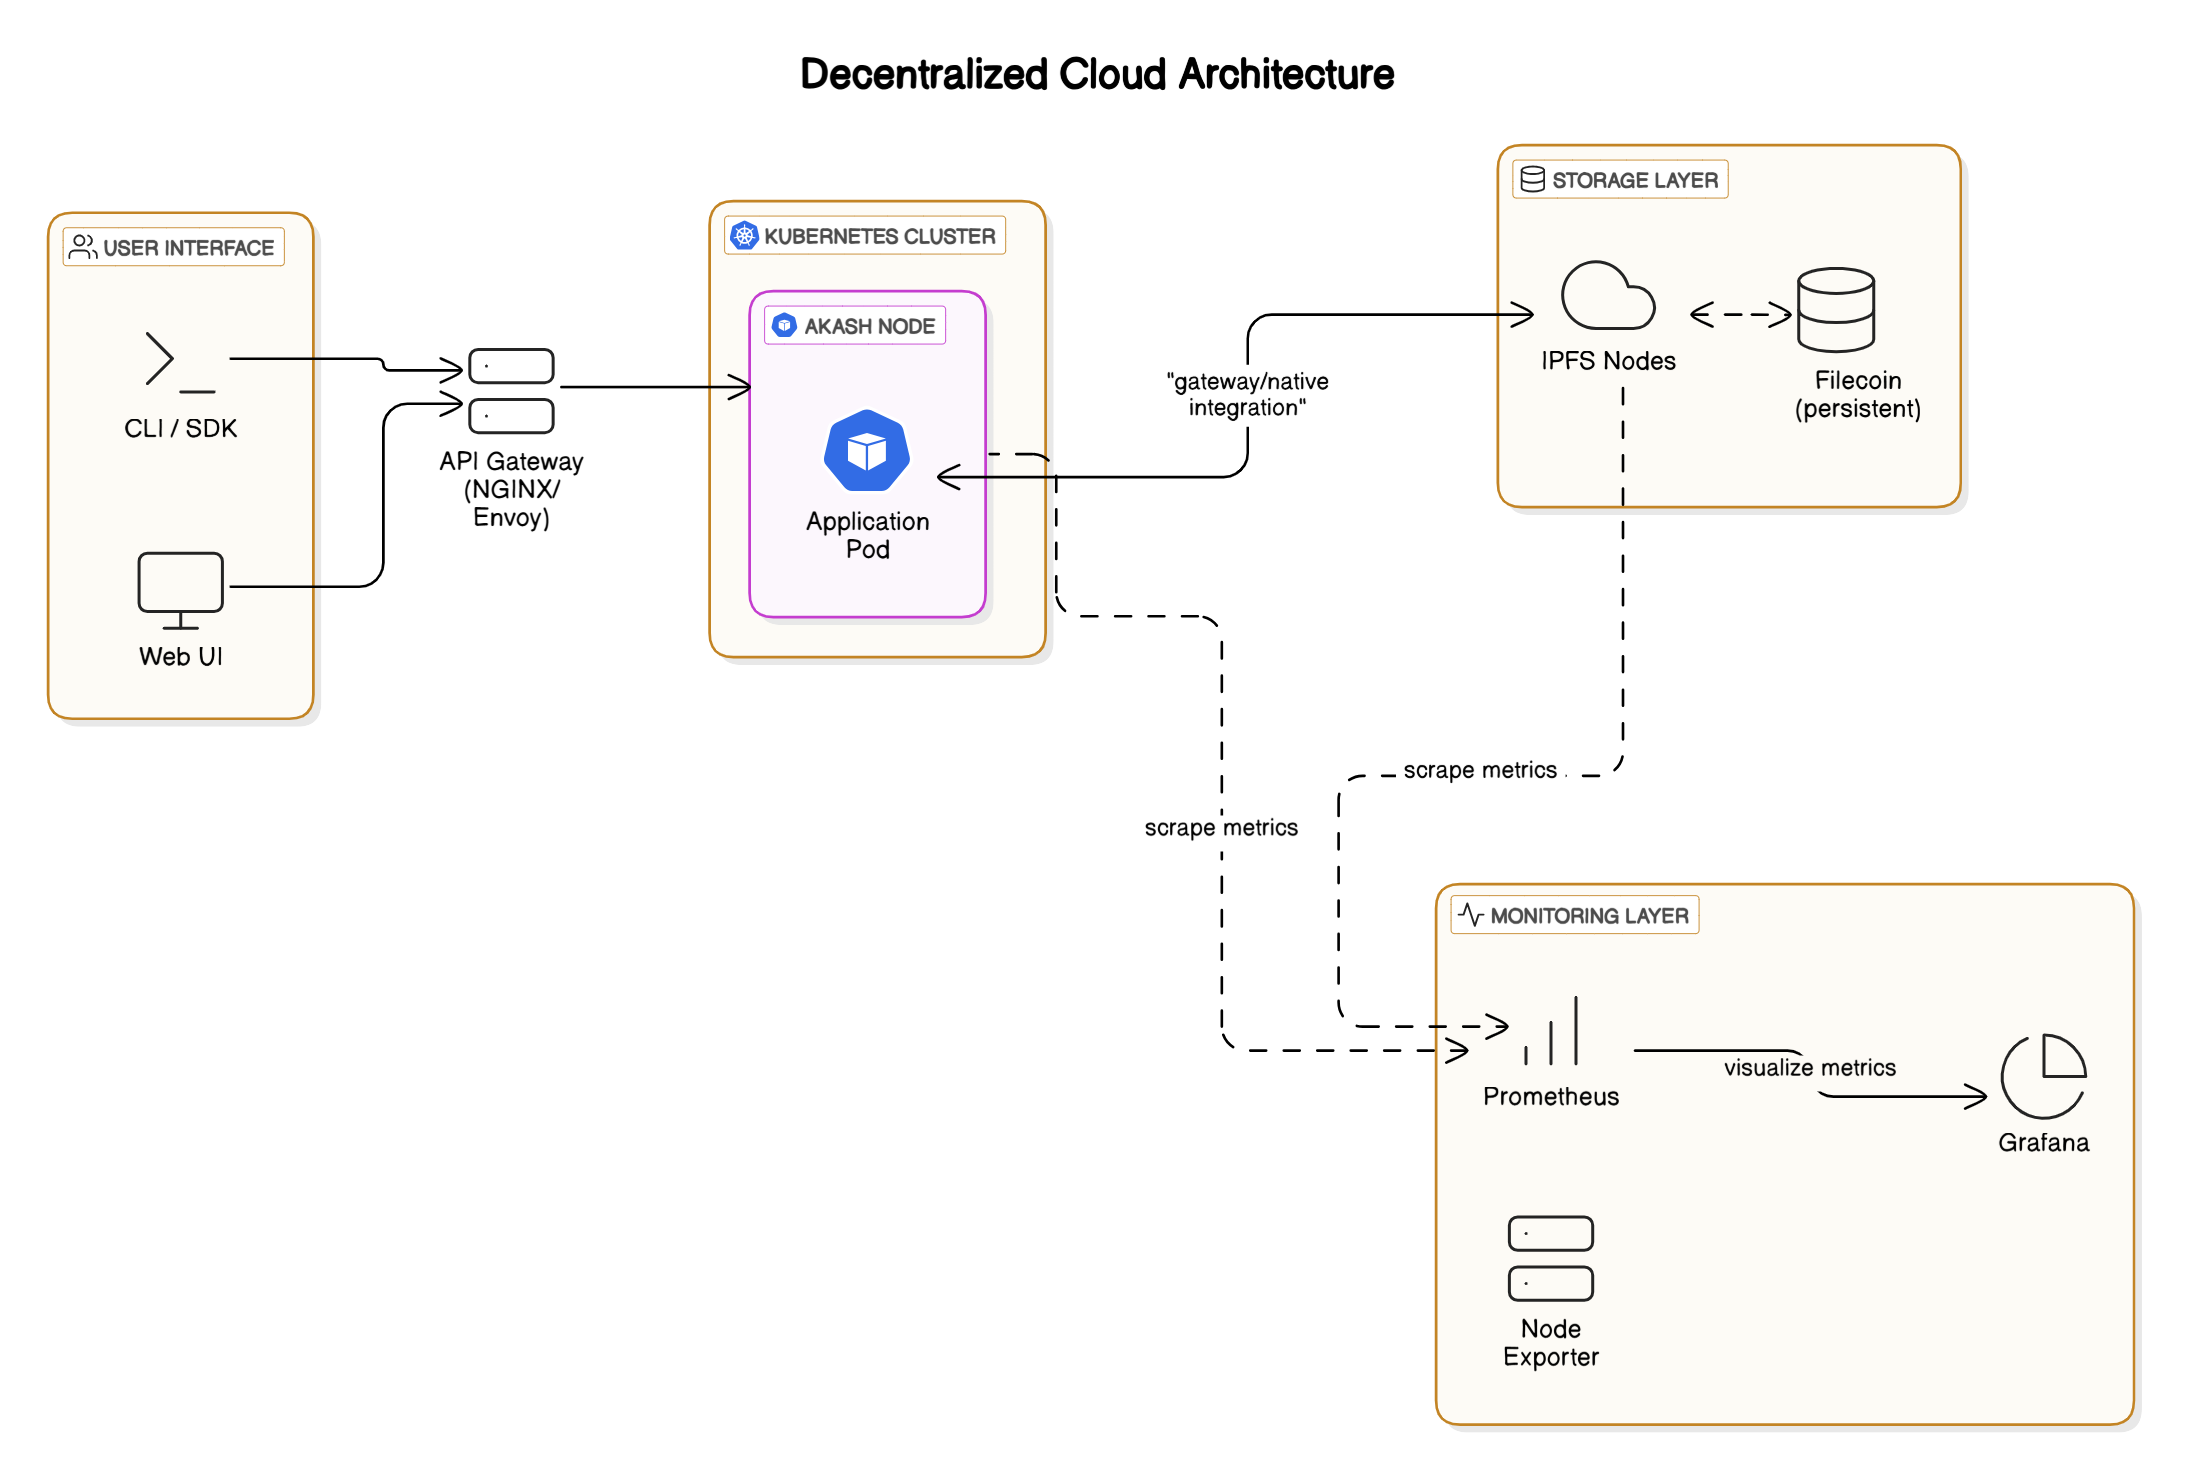 Decentralized Cloud Architecture
USER INTERFACE
CLI / SDK
Web UI
API Gateway
(NGINX/
Envoy)
KUBERNETES CLUSTER
AKASH NODE
Application
Pod
"gateway/native
integration"
STORAGE LAYER
IPFS Nodes
Filecoin
(persistent)
scrape metrics
scrape metrics
MONITORING LAYER
Prometheus
visualize metrics
Grafana
Node
Exporter